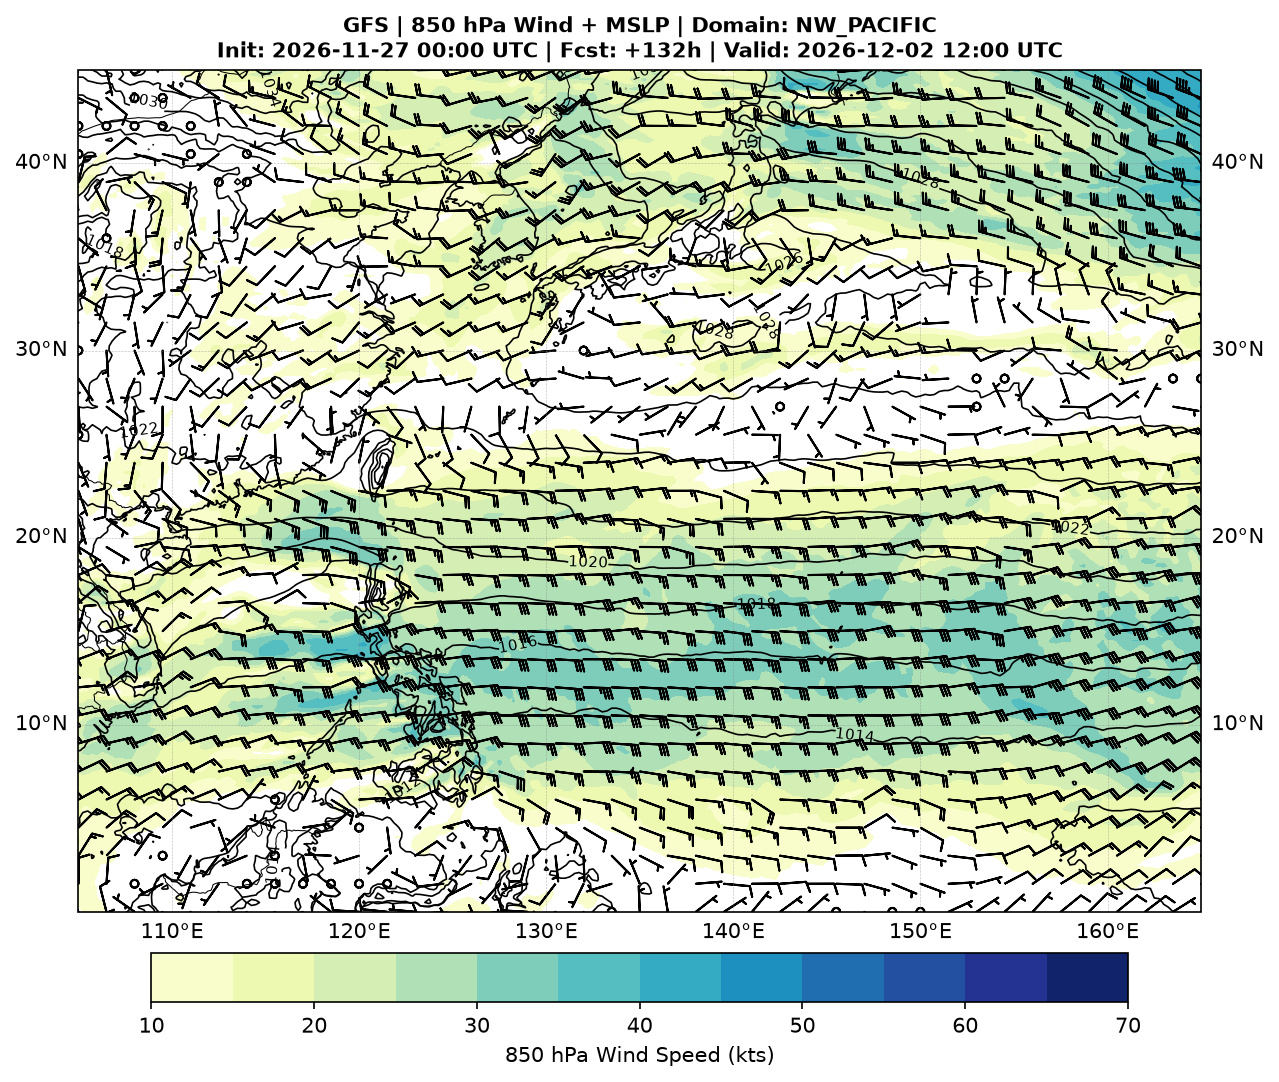 GFS | 850 hPa Wind + MSLP | Domain: NW_PACIFIC
Init: 2026-11-27 00:00 UTC | Fcst: +132h | Valid: 2026-12-02 12:00 UTC
1030
40°N
40°N
1028
1018
1026
1028
30°N
30°N
1022
1022
20°N
20°N
1020
1018
1016
10°N
10°N
1014
1012
110°E
120°E
130°E
140°E
150°E
160°E
10
20
30
40
50
60
70
850 hPa Wind Speed (kts)